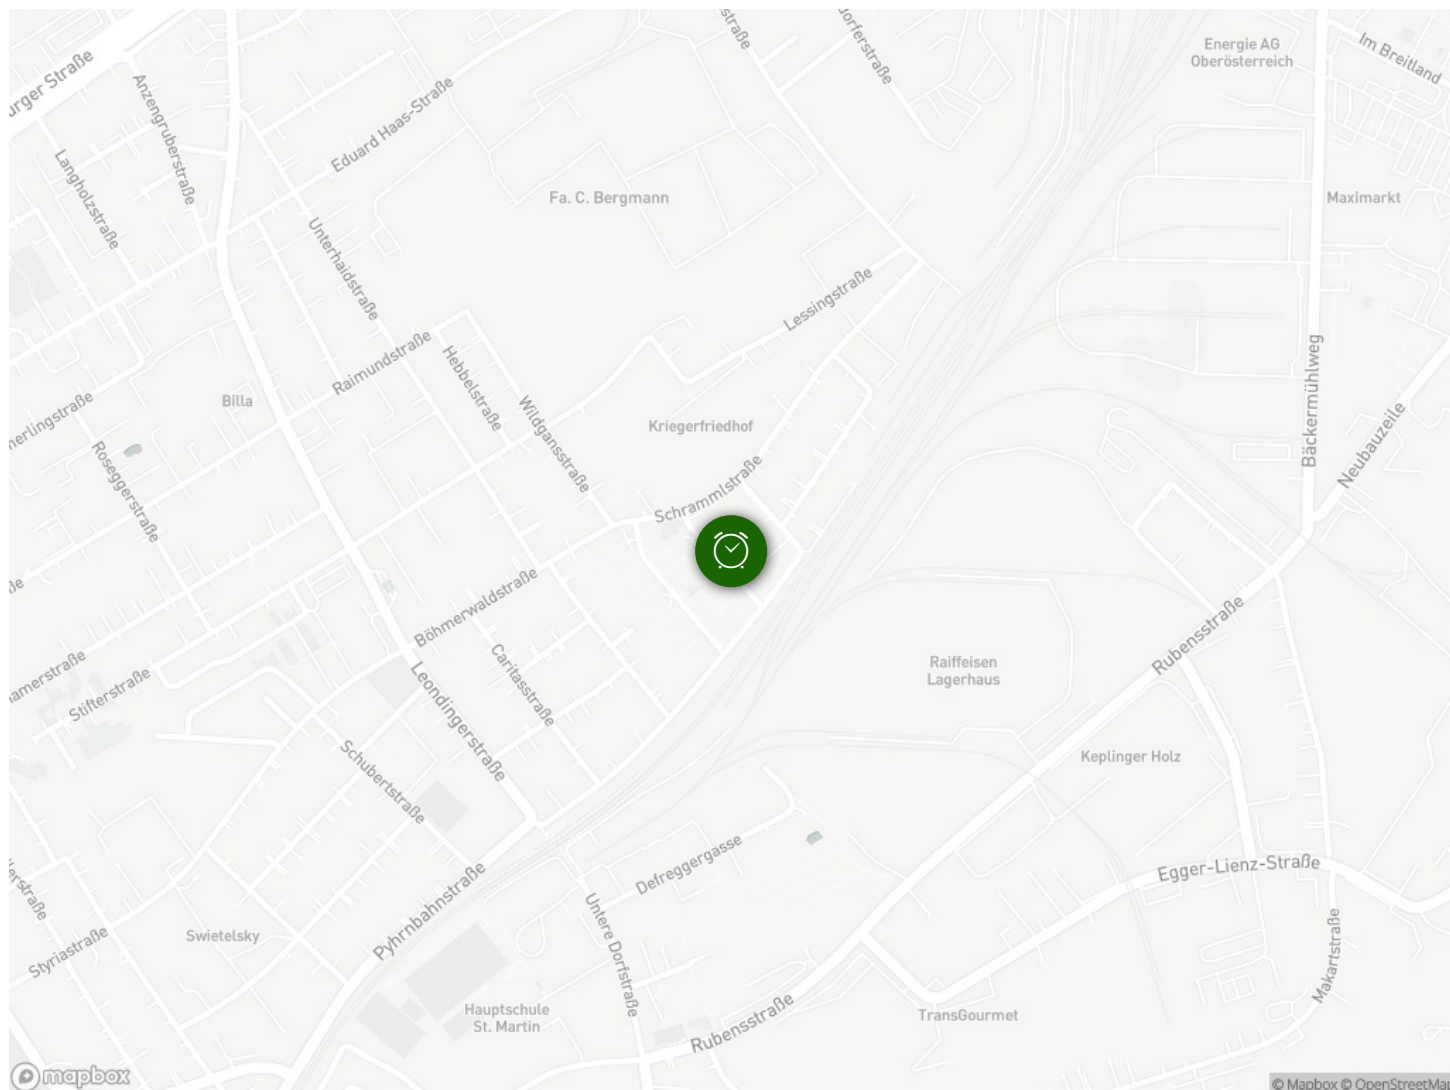 Energie AG
Oberösterreich
Im Breitland
Anzengruberstraße
Eduard Haas-Straße
Langholzstraße
Fa. C. Bergmann
Maximarkt
Unterhaidstraße
Lessingstraße
Raimundstraße
Hebbelstraße
Billa
Wildgansstraße
Kriegerfriedhof
Bäckermühlweg
Neubauzeile
Roseggerstraße
Schrammlstraße
Böhmerwaldstraße
Rubensstraße
Caritasstraße
Raiffeisen
Lagerhaus
Stifterstraße
Leondingerstraße
Schubertstraße
Keplinger Holz
Defreggergasse
Egger-Lienz-Straße
Pyhrnbahnstraße
Untere Dorfstraße
Swietelsky
Styriastraße
Makartstraße
Hauptschule
St. Martin
TransGourmet
Rubensstraße
mapbox
© Mapbox © OpenStreetMap